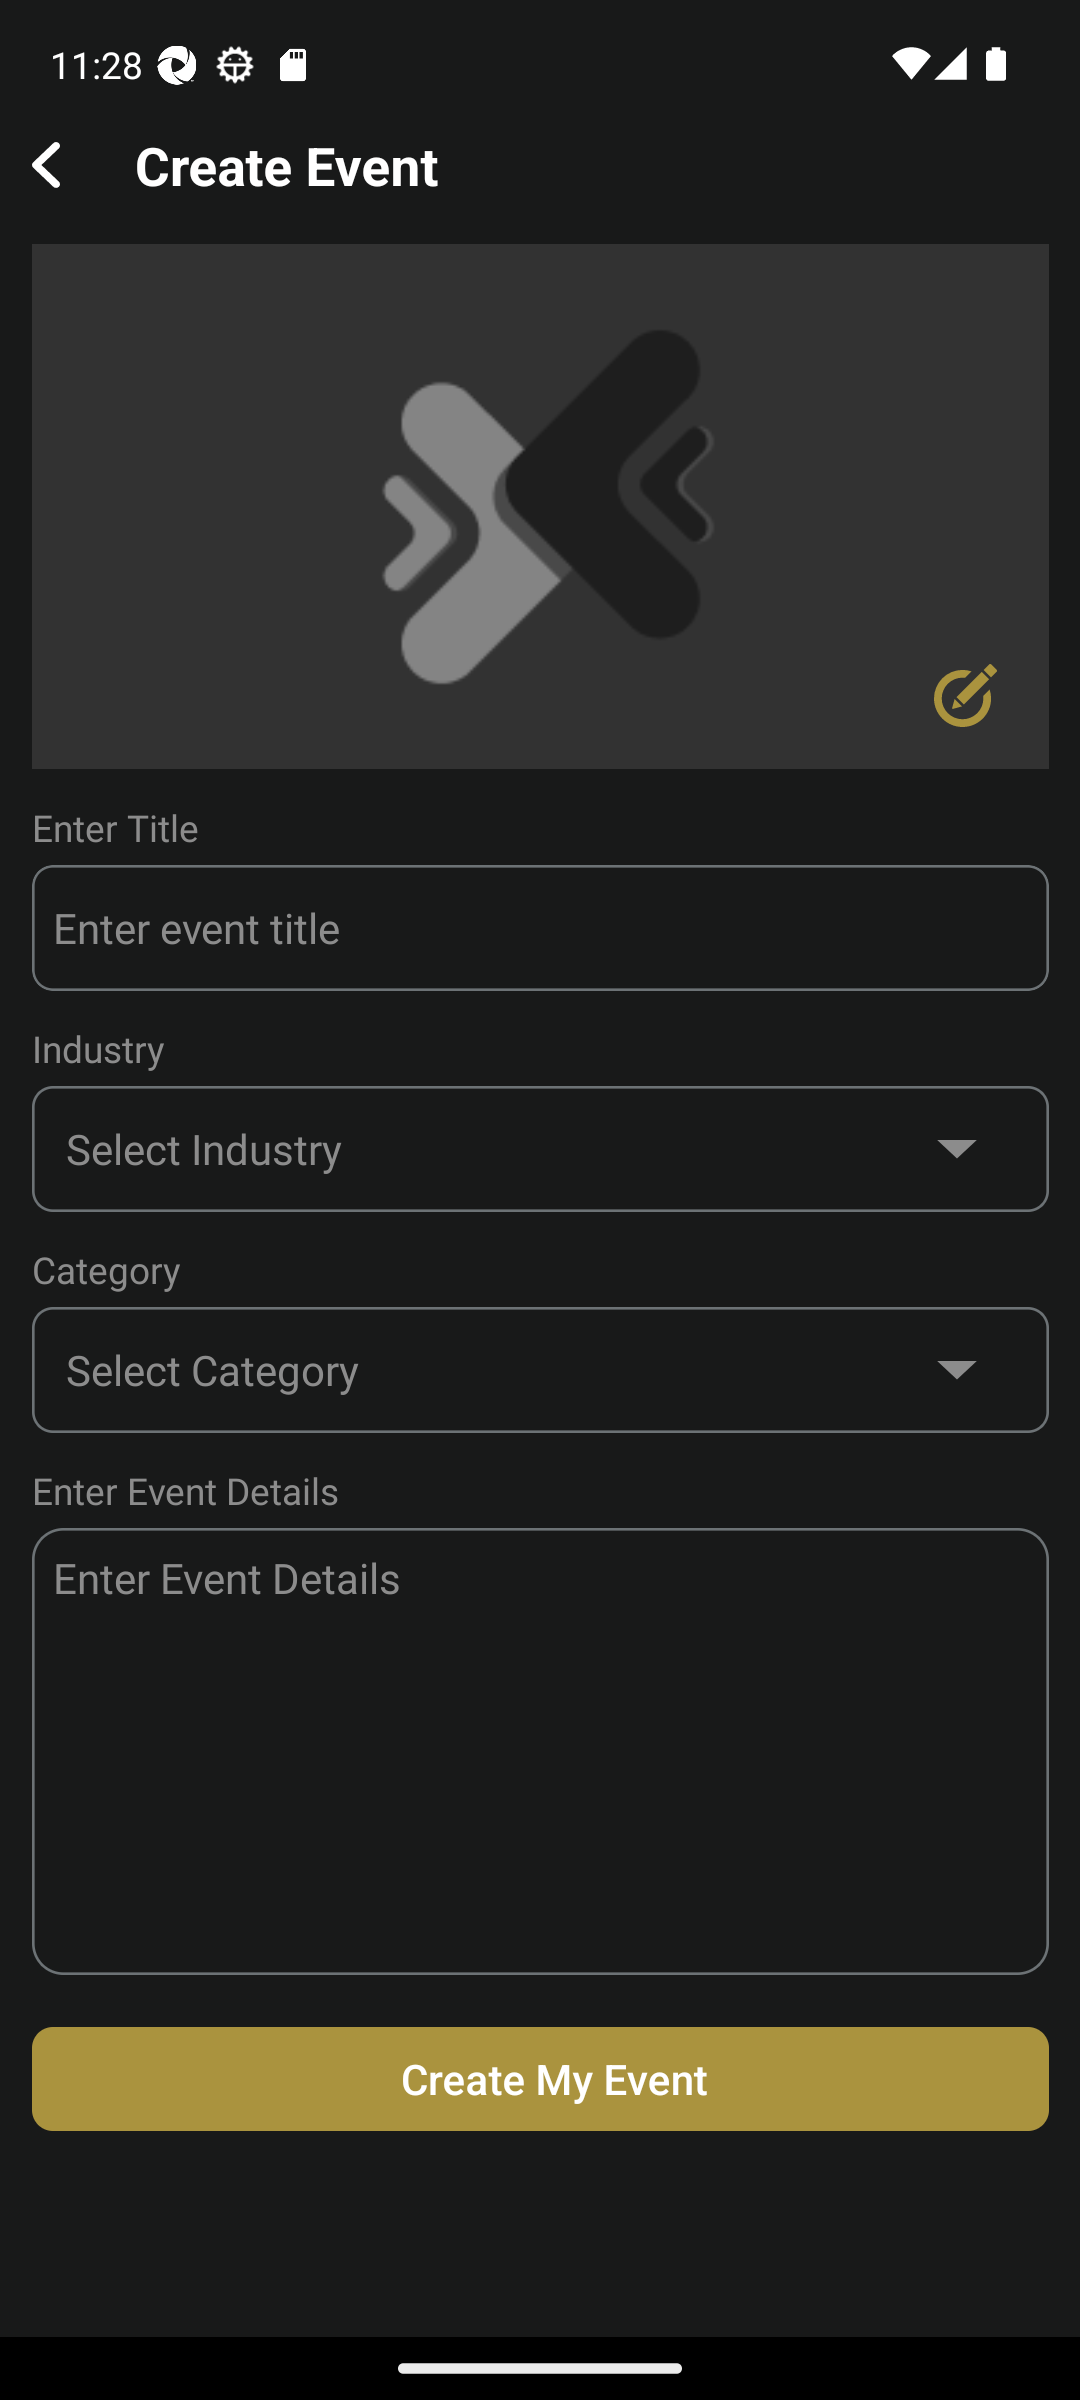 11:28
Create Event
Enter Title
Enter event title
Industry
Select Industry
Category
Select Category
Enter Event Details
Enter Event Details
Create My Event